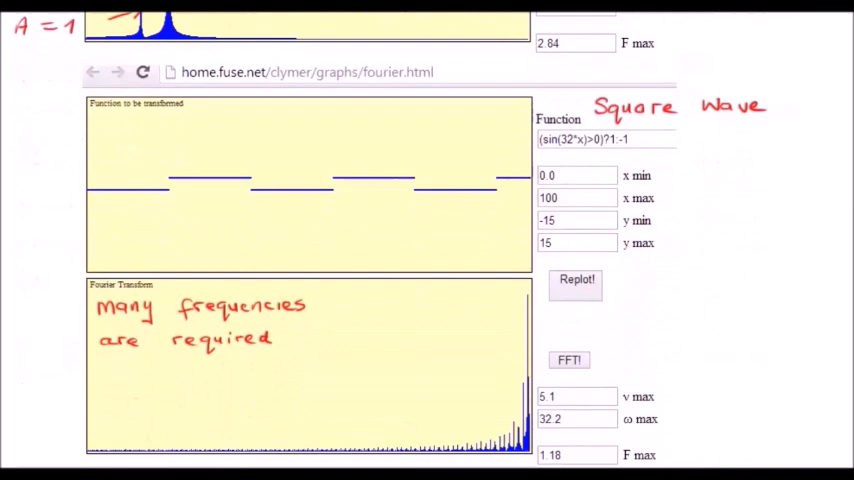 A = 1
2.84 F max
home.fuse.net/clymer/graphs/fourier.html
Function to be transformed
Square Wave
Function
(sin(32*x)>0)?1:-1
0.0 x min
100 x max
-15 y min
15 y max
Replot!
Fourier Transform
many frequencies
are required
FFT!
5.1 ν max
32.2 ω max
1.18 F max